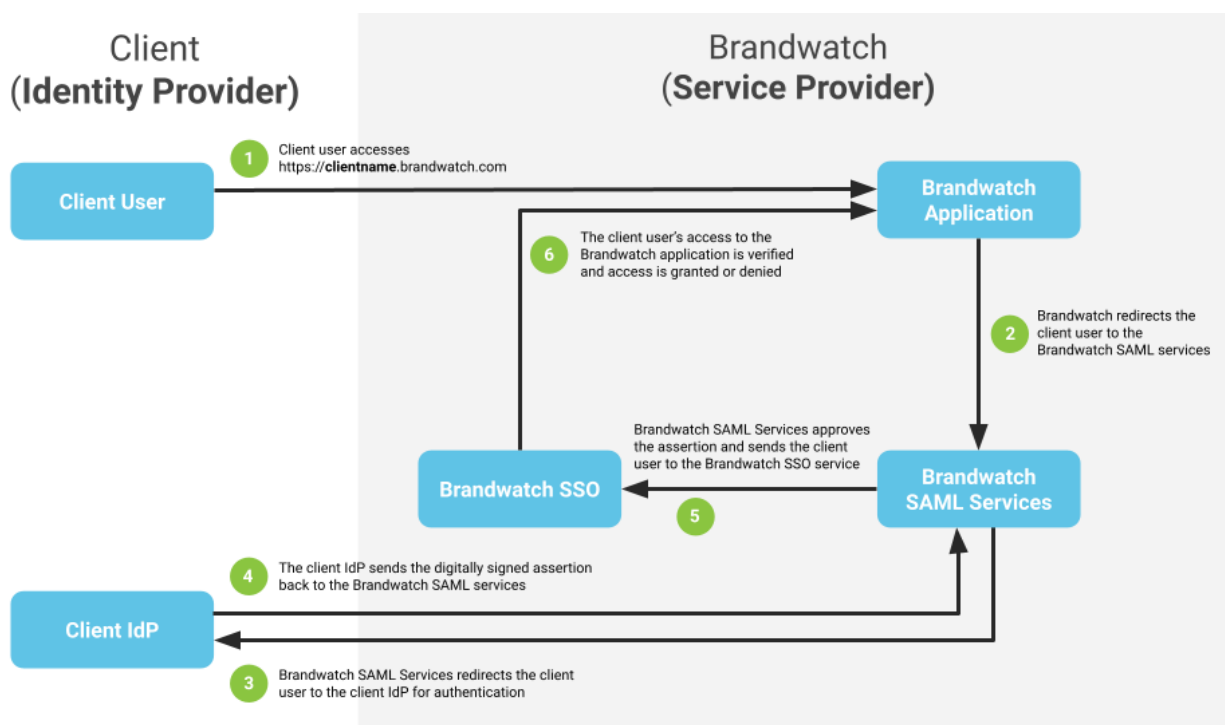 Client
(Identity Provider)
Brandwatch
(Service Provider)
1
Client user accesses
https://clientname.brandwatch.com
Client User
Brandwatch
Application
6
The client user's access to the
Brandwatch application is verified
and access is granted or denied
2
Brandwatch redirects the
client user to the
Brandwatch SAML services
Brandwatch SAML Services approves
the assertion and sends the client
user to the Brandwatch SSO service
Brandwatch SSO
5
Brandwatch
SAML Services
4
The client IdP sends the digitally signed assertion
back to the Brandwatch SAML services
Client IdP
3
Brandwatch SAML Services redirects the client
user to the client IdP for authentication